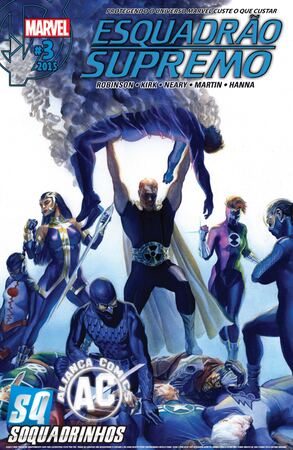 PROTEGENDO O UNIVERSO MARVEL CUSTE O QUE CUSTAR
MARVEL
#3
2015
ESQUADRÃO
SUPREMO
ROBINSON • KIRK • NEARY • MARTIN • HANNA
ALIANÇA COMICS
AC
SQ
SOQUADRINHOS